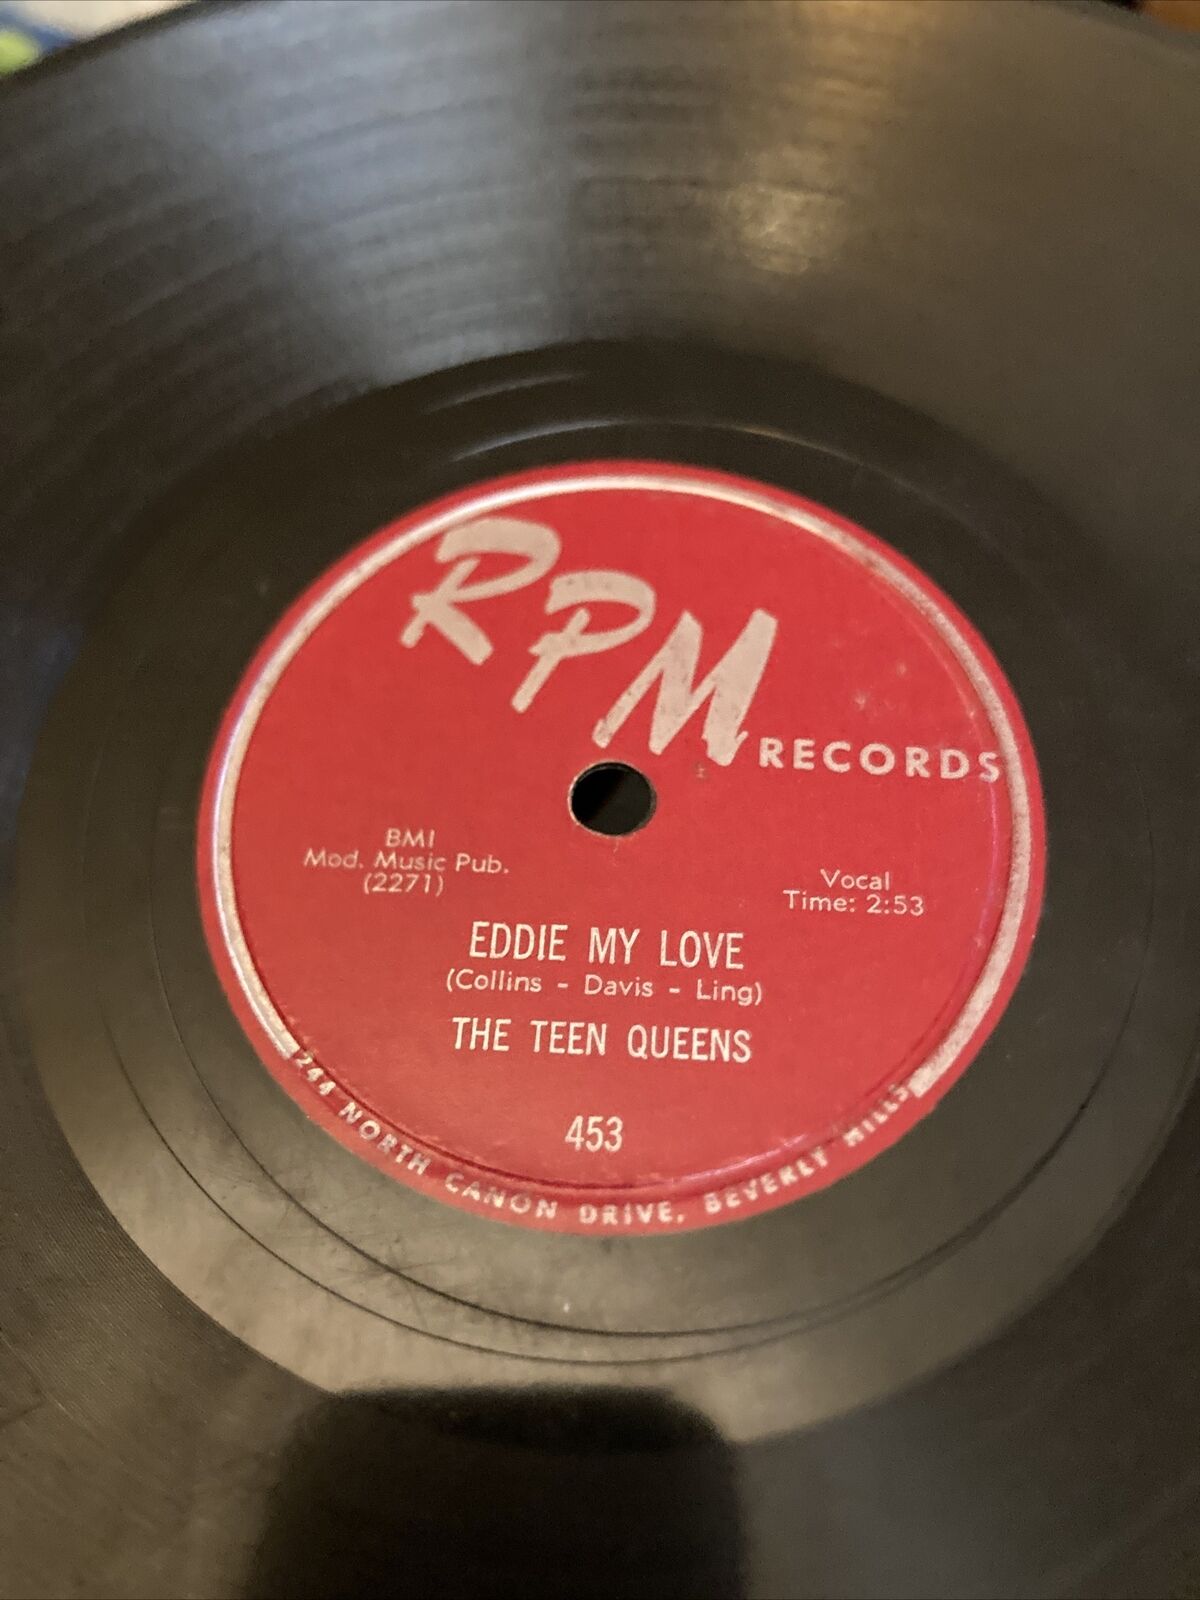 RPM RECORDS
BMI
Mod. Music Pub.
(2271)
Vocal
Time: 2:53
EDDIE MY LOVE
(Collins - Davis - Ling)
THE TEEN QUEENS
453
244 NORTH CANON DRIVE, BEVERLY HILLS